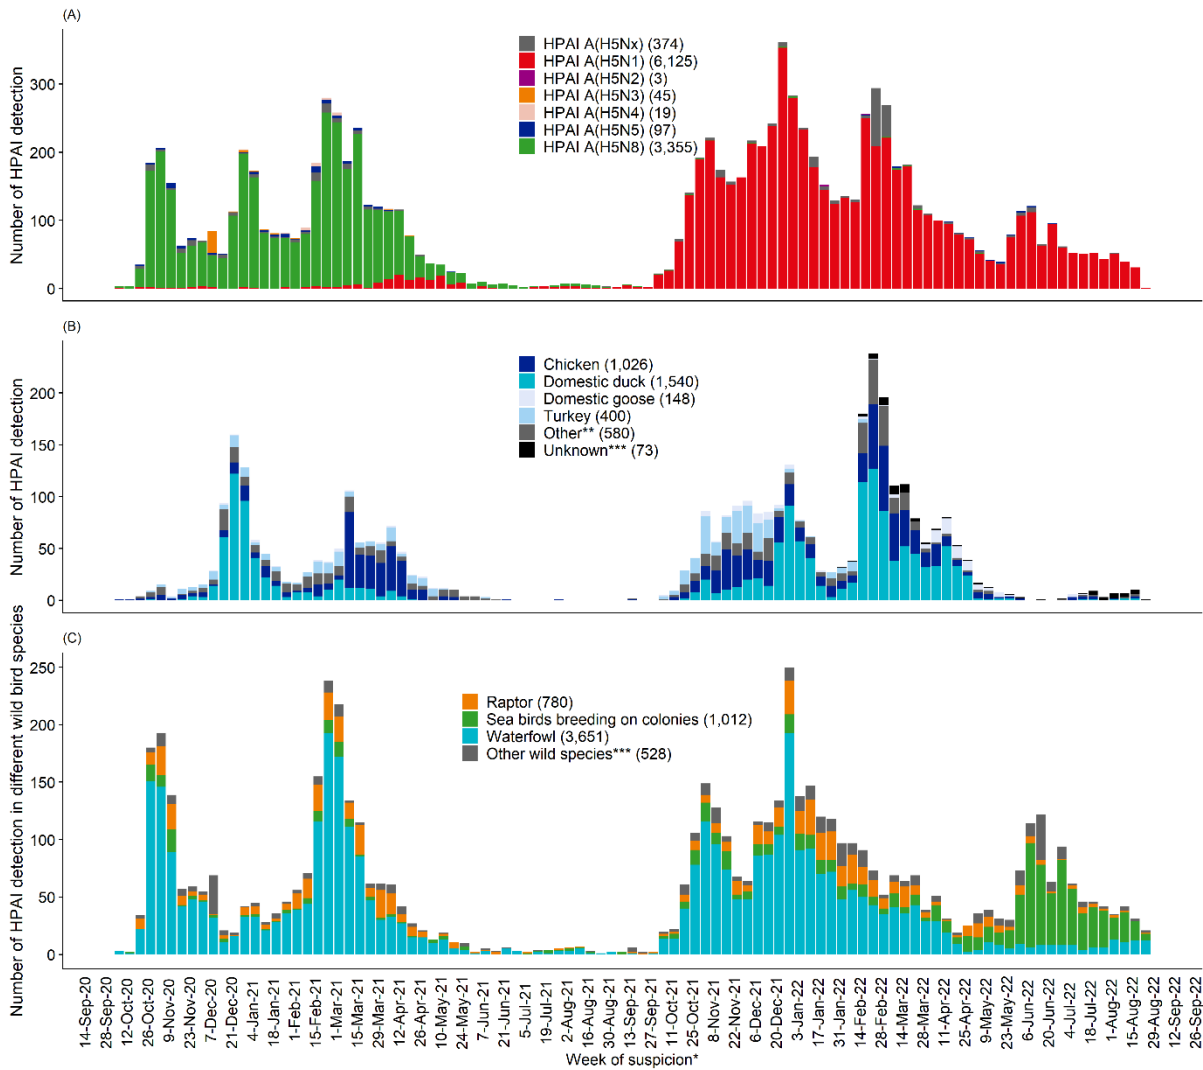 (A)
Number of HPAI detection
300
200
100
0
HPAI A(H5Nx) (374)
HPAI A(H5N1) (6,125)
HPAI A(H5N2) (3)
HPAI A(H5N3) (45)
HPAI A(H5N4) (19)
HPAI A(H5N5) (97)
HPAI A(H5N8) (3,355)
(B)
Number of HPAI detection
200
150
100
50
0
Chicken (1,026)
Domestic duck (1,540)
Domestic goose (148)
Turkey (400)
Other** (580)
Unknown*** (73)
(C)
Number of HPAI detection in different wild bird species
250
200
150
100
50
0
Raptor (780)
Sea birds breeding on colonies (1,012)
Waterfowl (3,651)
Other wild species*** (528)
14-Sep-20
28-Sep-20
12-Oct-20
26-Oct-20
9-Nov-20
23-Nov-20
7-Dec-20
21-Dec-20
4-Jan-21
18-Jan-21
1-Feb-21
15-Feb-21
1-Mar-21
15-Mar-21
29-Mar-21
12-Apr-21
26-Apr-21
10-May-21
24-May-21
7-Jun-21
21-Jun-21
5-Jul-21
19-Jul-21
2-Aug-21
16-Aug-21
30-Aug-21
13-Sep-21
27-Sep-21
11-Oct-21
25-Oct-21
8-Nov-21
22-Nov-21
6-Dec-21
20-Dec-21
3-Jan-22
17-Jan-22
31-Jan-22
14-Feb-22
28-Feb-22
14-Mar-22
28-Mar-22
11-Apr-22
25-Apr-22
9-May-22
23-May-22
6-Jun-22
20-Jun-22
4-Jul-22
18-Jul-22
1-Aug-22
15-Aug-22
29-Aug-22
12-Sep-22
26-Sep-22
Week of suspicion*